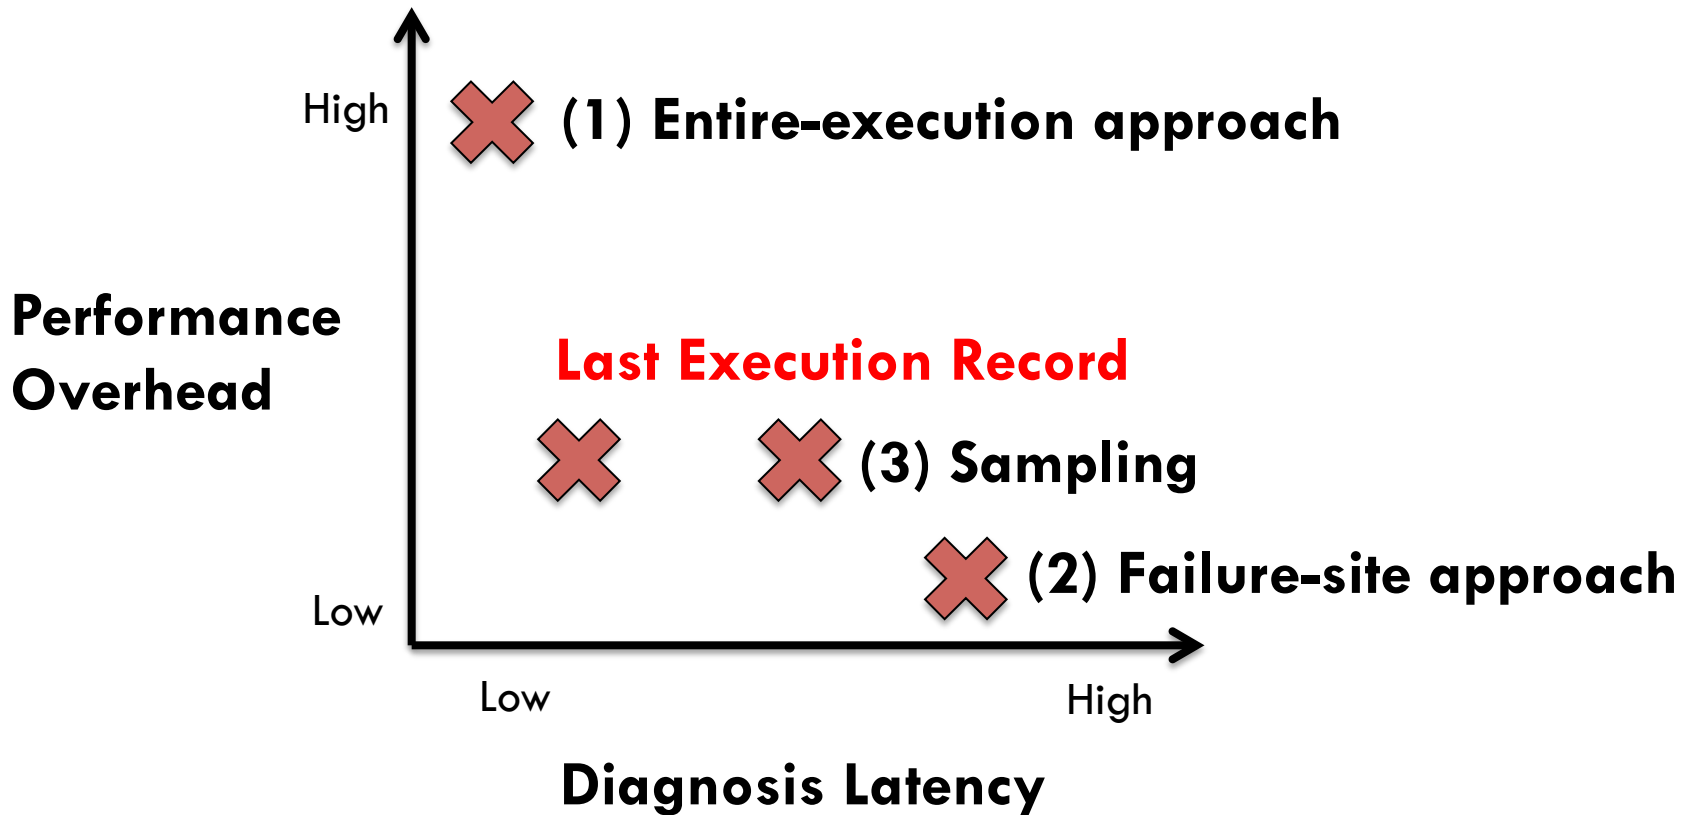 High
(1) Entire-execution approach
Performance
Overhead
Last Execution Record
(3) Sampling
(2) Failure-site approach
Low
Low
High
Diagnosis Latency